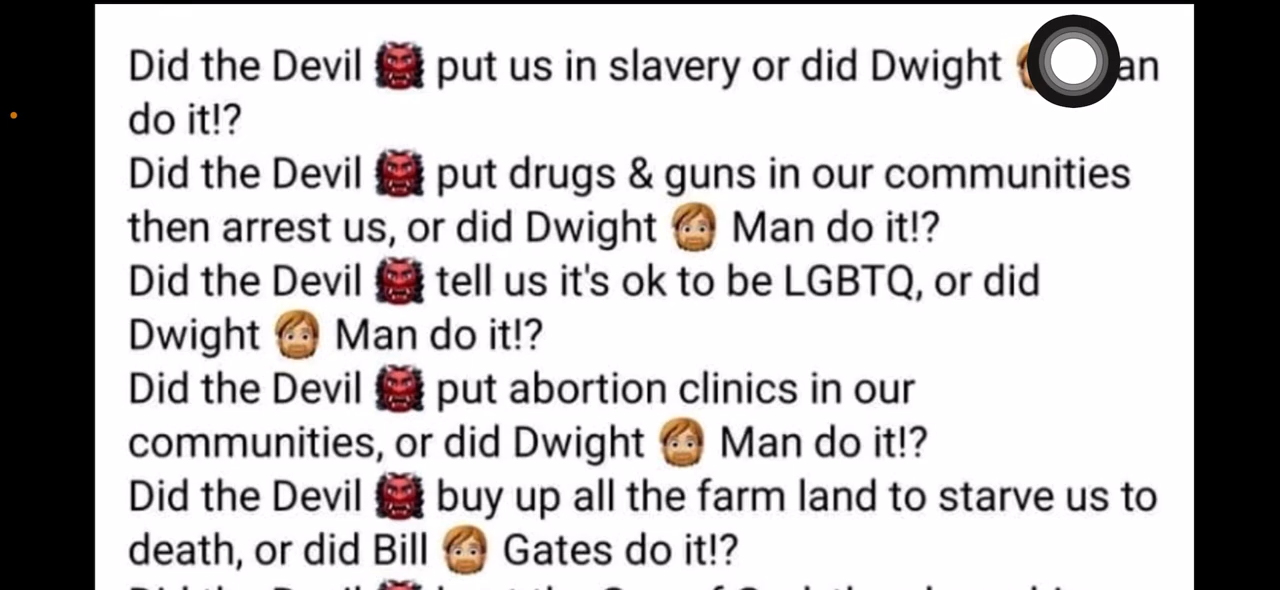 Did the Devil 👹 put us in slavery or did Dwight
do it!?
Did the Devil 👹 put drugs & guns in our communities
then arrest us, or did Dwight 🧔🏼 Man do it!?
Did the Devil 👹 tell us it's ok to be LGBTQ, or did
Dwight 🧔🏼 Man do it!?
Did the Devil 👹 put abortion clinics in our
communities, or did Dwight 🧔🏼 Man do it!?
Did the Devil 👹 buy up all the farm land to starve us to
death, or did Bill 🧔🏼 Gates do it!?